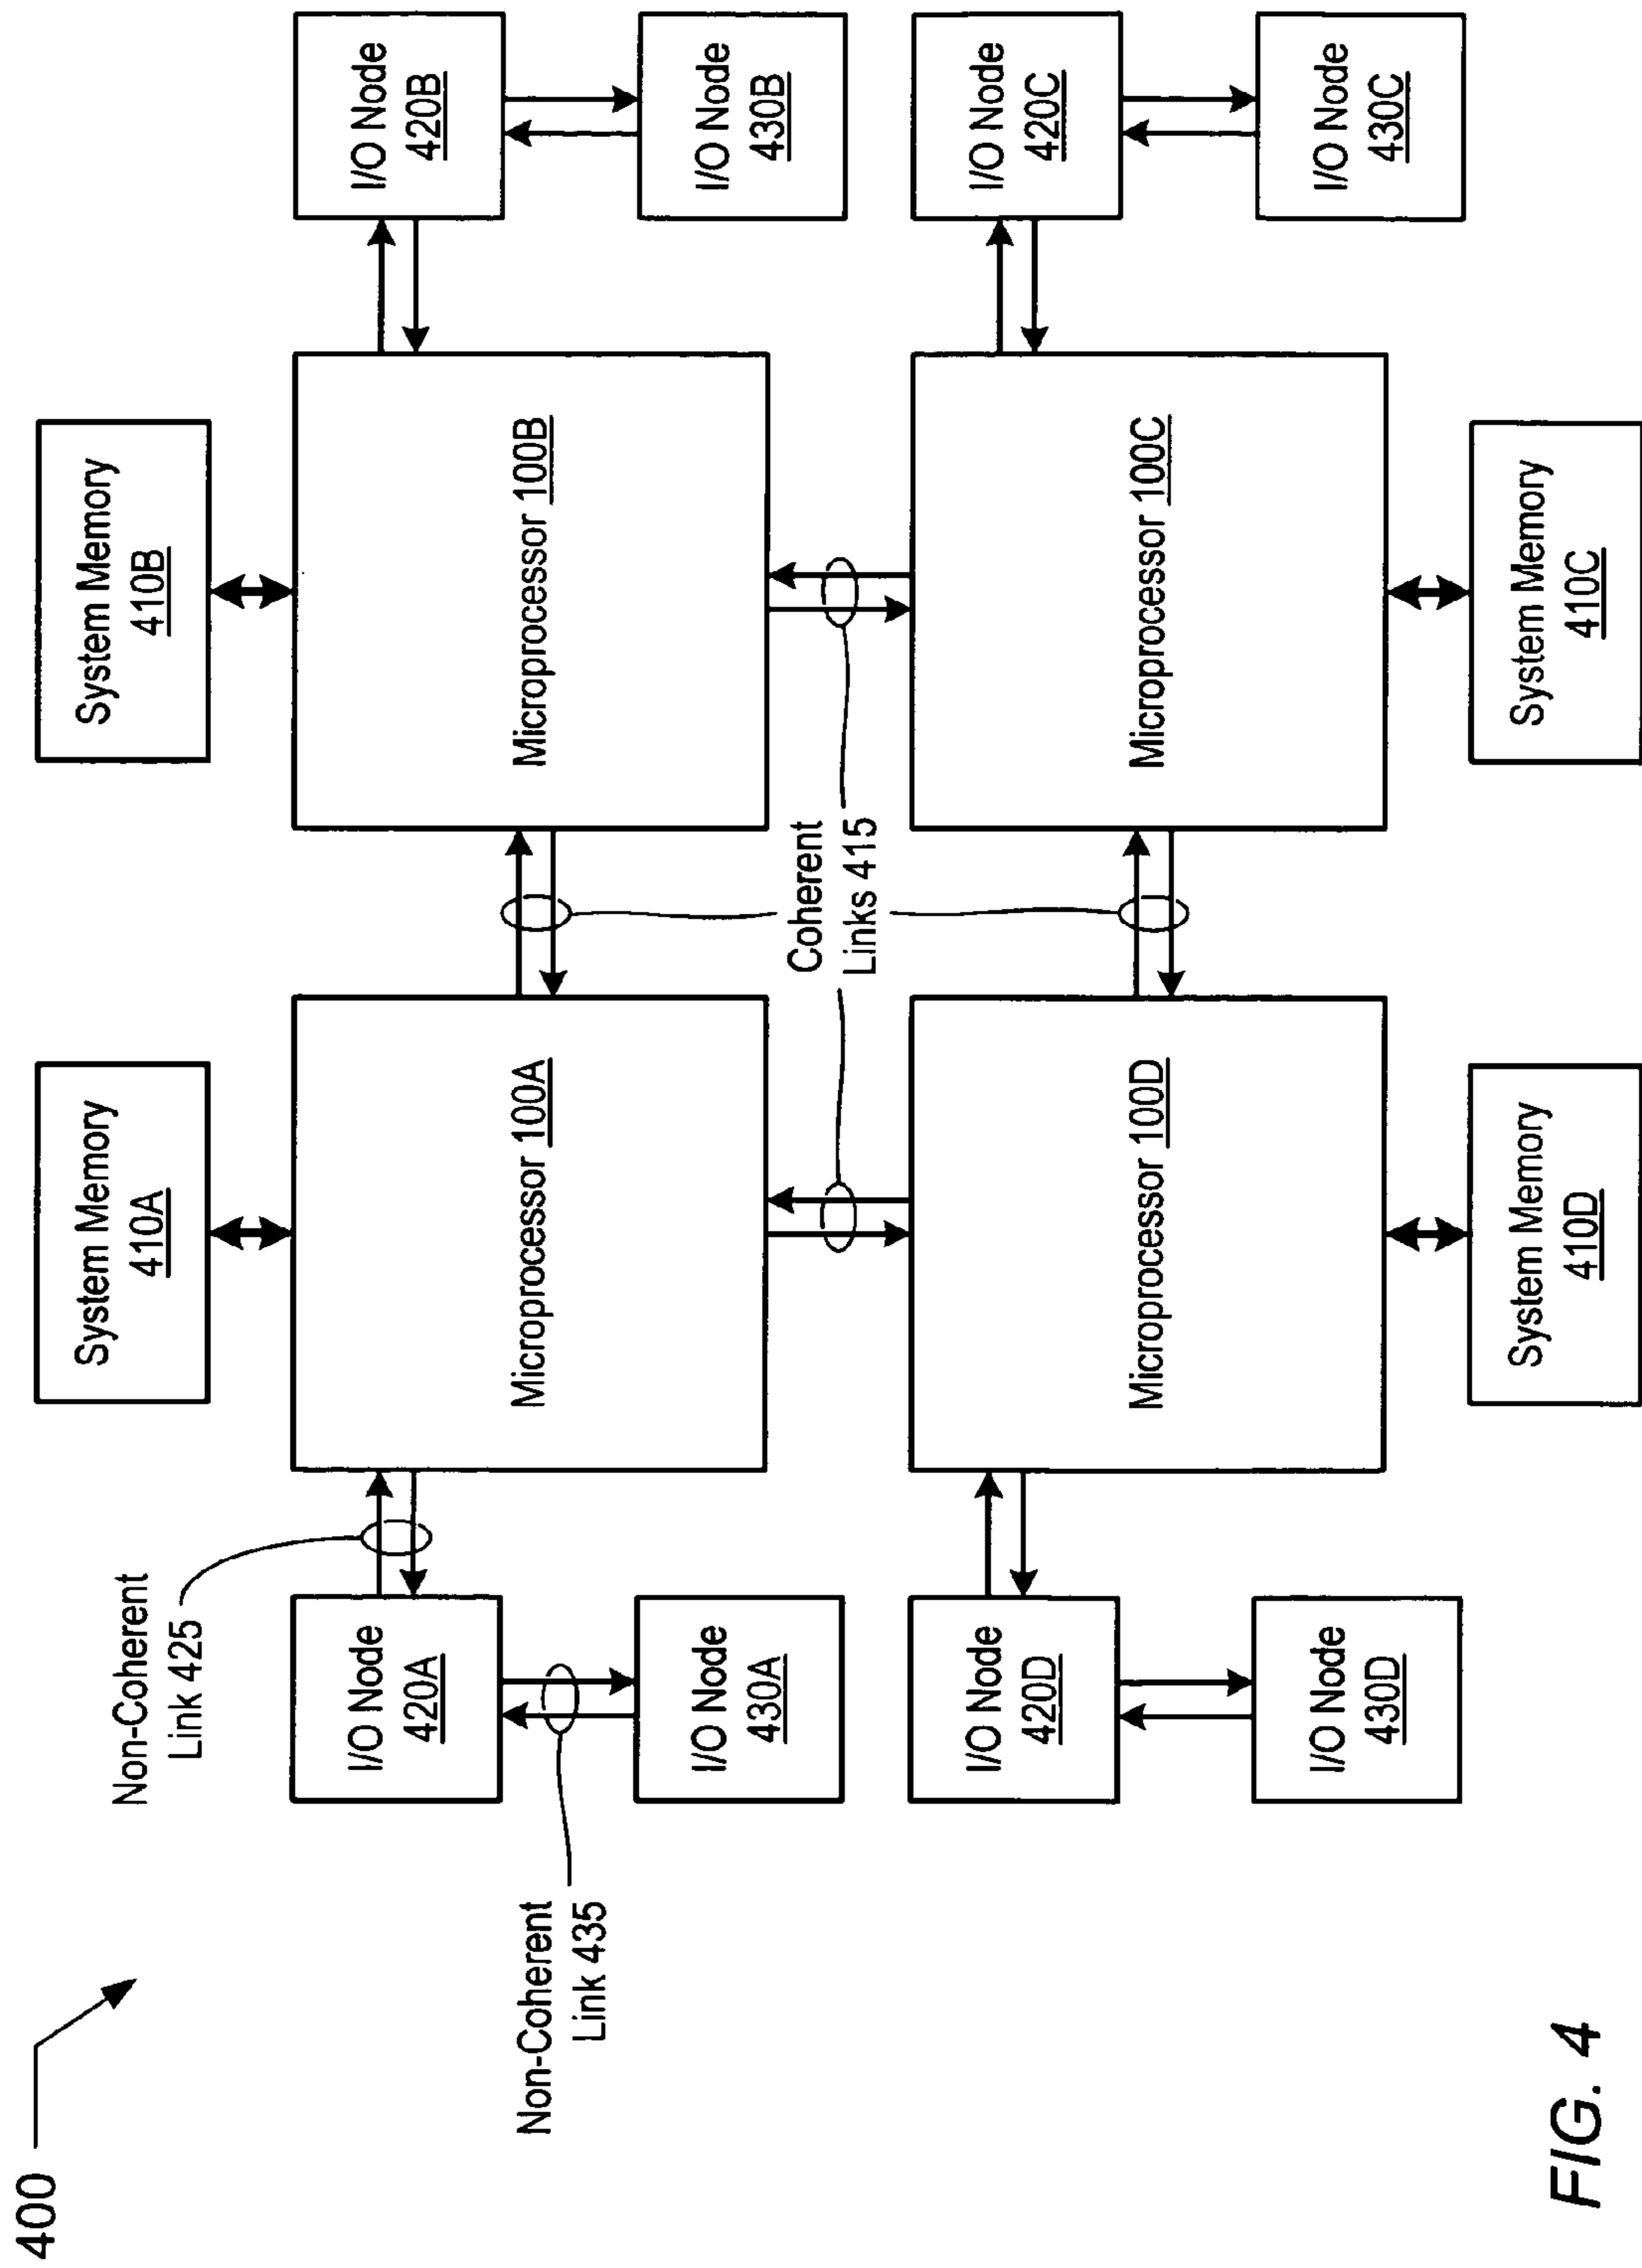 400
Non-Coherent
Link 425
Non-Coherent
Link 435
System Memory
410A
System Memory
410B
I/O Node
420A
Microprocessor 100A
Microprocessor 100B
I/O Node
420B
I/O Node
430A
Coherent
Links 415
I/O Node
430B
I/O Node
420D
Microprocessor 100D
Microprocessor 100C
I/O Node
420C
I/O Node
430D
I/O Node
430C
System Memory
410D
System Memory
410C
FIG. 4